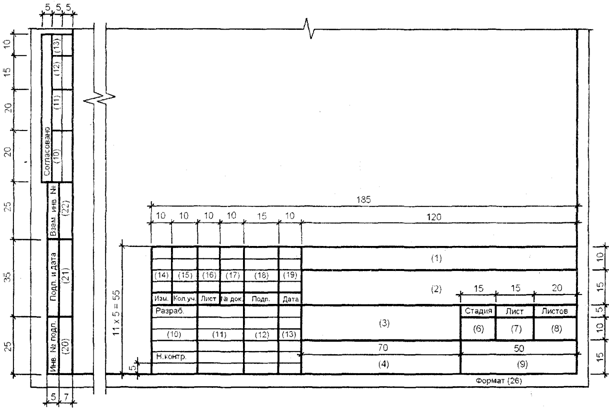 5 5 5
10
15
20
20
25
35
25
Согласовано
(13)
(12)
(11)
(10)
Взам. инв. №
(22)
Подп. и дата
(21)
Инв. № подл.
(20)
5 7
185
10 10 10 10 15 10 120
11 x 5 = 55
5
(1)
(14) (15) (16) (17) (18) (19)
(2)
15 15 20
Изм. Кол.уч Лист док. Подп. Дата
Разраб.
Стадия Лист Листов
(3)
(6) (7) (8)
(10) (11) (12) (13)
70 50
Н.контр.
(4) (9)
10
15
5
10
15
Формат (26)